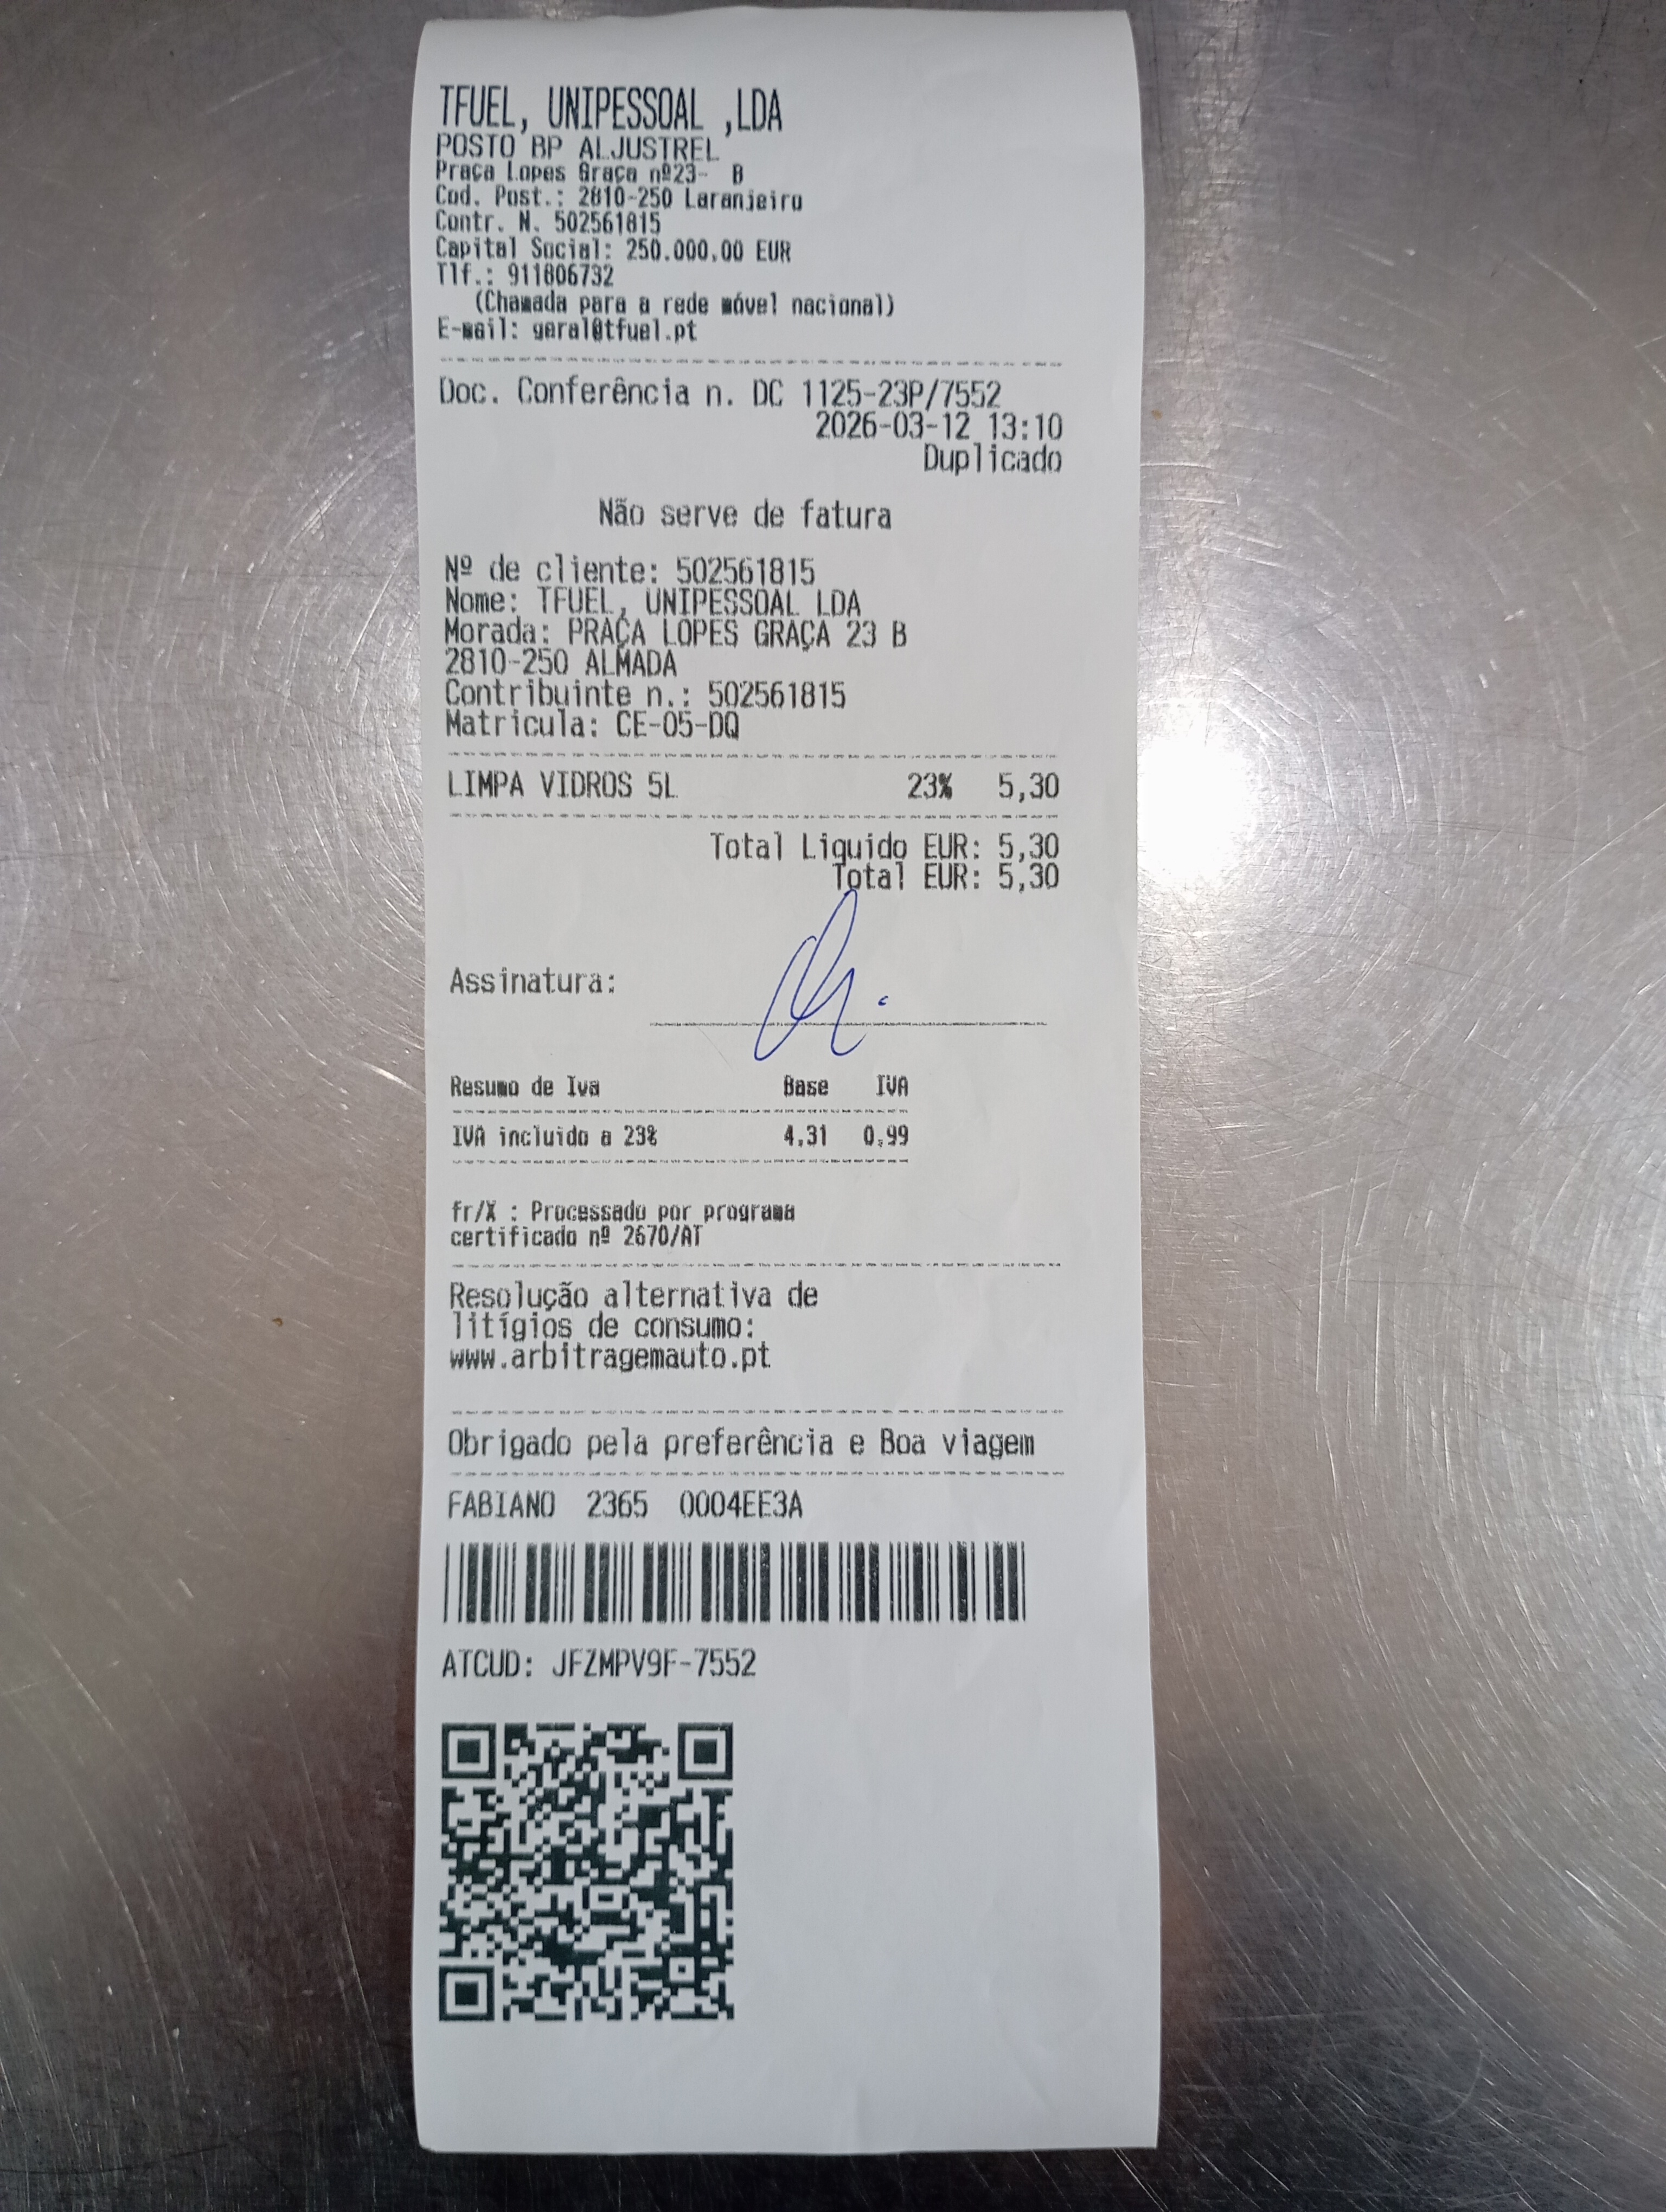 TFUEL, UNIPESSOAL ,LDA
POSTO BP ALJUSTREL
Praça Lopes Graça nº23-  B
Cod. Post.: 2810-250 Laranjeiro
Contr. N. 502561815
Capital Social: 250.000,00 EUR
Tlf.: 911806732
(Chamada para a rede móvel nacional)
E-mail: geral@tfuel.pt
Doc. Conferência n. DC 1125-23P/7552
2026-03-12 13:10
Duplicado
Não serve de fatura
Nº de cliente: 502561815
Nome: TFUEL, UNIPESSOAL LDA
Morada: PRAÇA LOPES GRAÇA 23 B
2810-250 ALMADA
Contribuinte n.: 502561815
Matricula: CE-05-DQ
LIMPA VIDROS 5L 23% 5,30
Total Liquido EUR: 5,30
Total EUR: 5,30
Assinatura:
Resumo de Iva Base IVA
IVA incluido a 23% 4,31 0,99
fr/X : Processado por programa
certificado nº 2670/AT
Resolução alternativa de
litígios de consumo:
www.arbitragemauto.pt
Obrigado pela preferência e Boa viagem
FABIANO 2365 0004EE3A
ATCUD: JFZMPV9F-7552